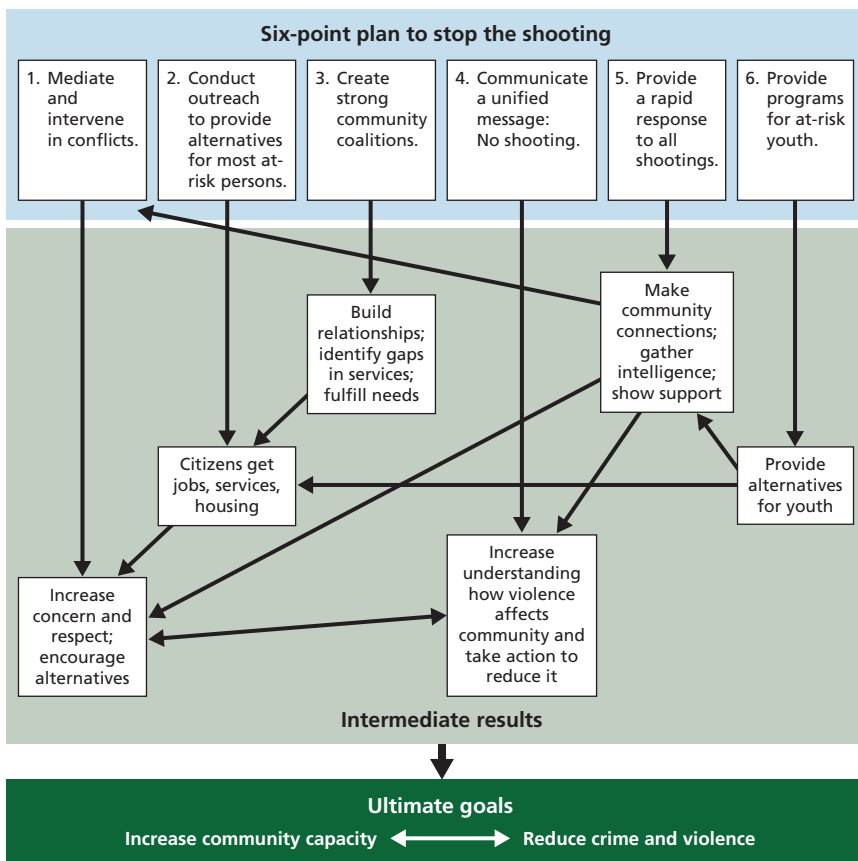 Six-point plan to stop the shooting
1. Mediate
and
intervene
in conflicts.
2. Conduct
outreach
to provide
alternatives
for most at-
risk persons.
3. Create
strong
community
coalitions.
4. Communicate
a unified
message:
No shooting.
5. Provide
a rapid
response
to all
shootings.
6. Provide
programs
for at-risk
youth.
Build
relationships;
identify gaps
in services;
fulfill needs
Make
community
connections;
gather
intelligence;
show support
Citizens get
jobs, services,
housing
Provide
alternatives
for youth
Increase
concern and
respect;
encourage
alternatives
Increase
understanding
how violence
affects
community and
take action to
reduce it
Intermediate results
Ultimate goals
Increase community capacity
Reduce crime and violence